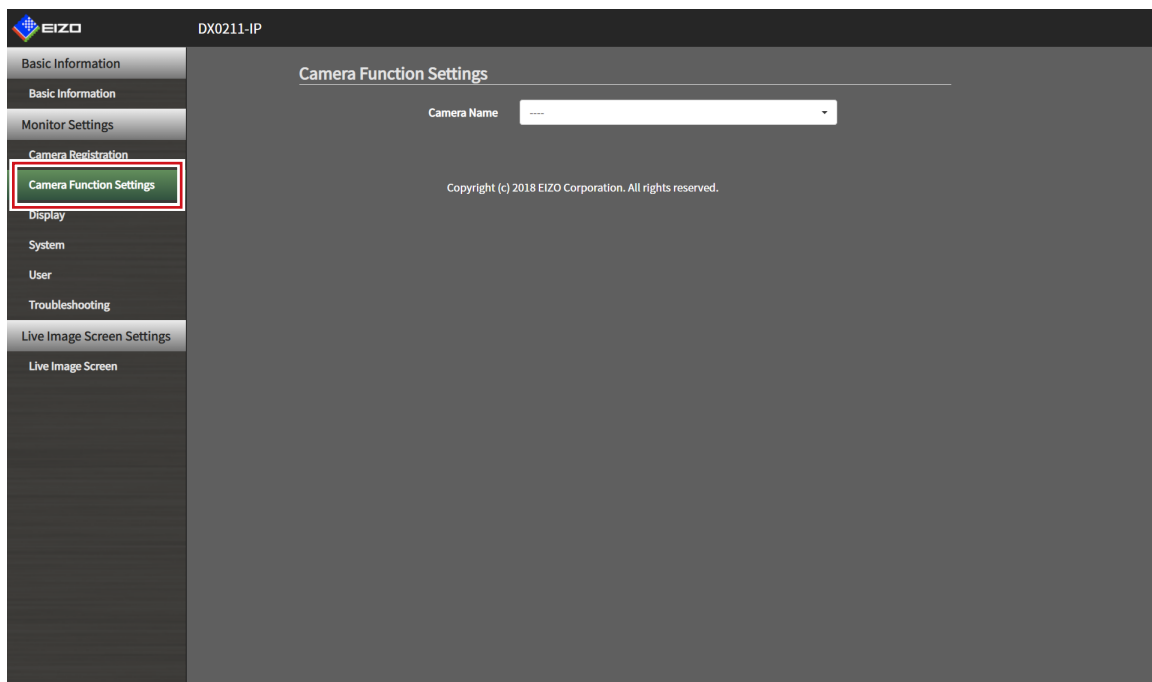 EIZO
DX0211-IP
Basic Information
Basic Information
Monitor Settings
Camera Registration
Camera Function Settings
Display
System
User
Troubleshooting
Live Image Screen Settings
Live Image Screen
Camera Function Settings
Camera Name
----
Copyright (c) 2018 EIZO Corporation. All rights reserved.